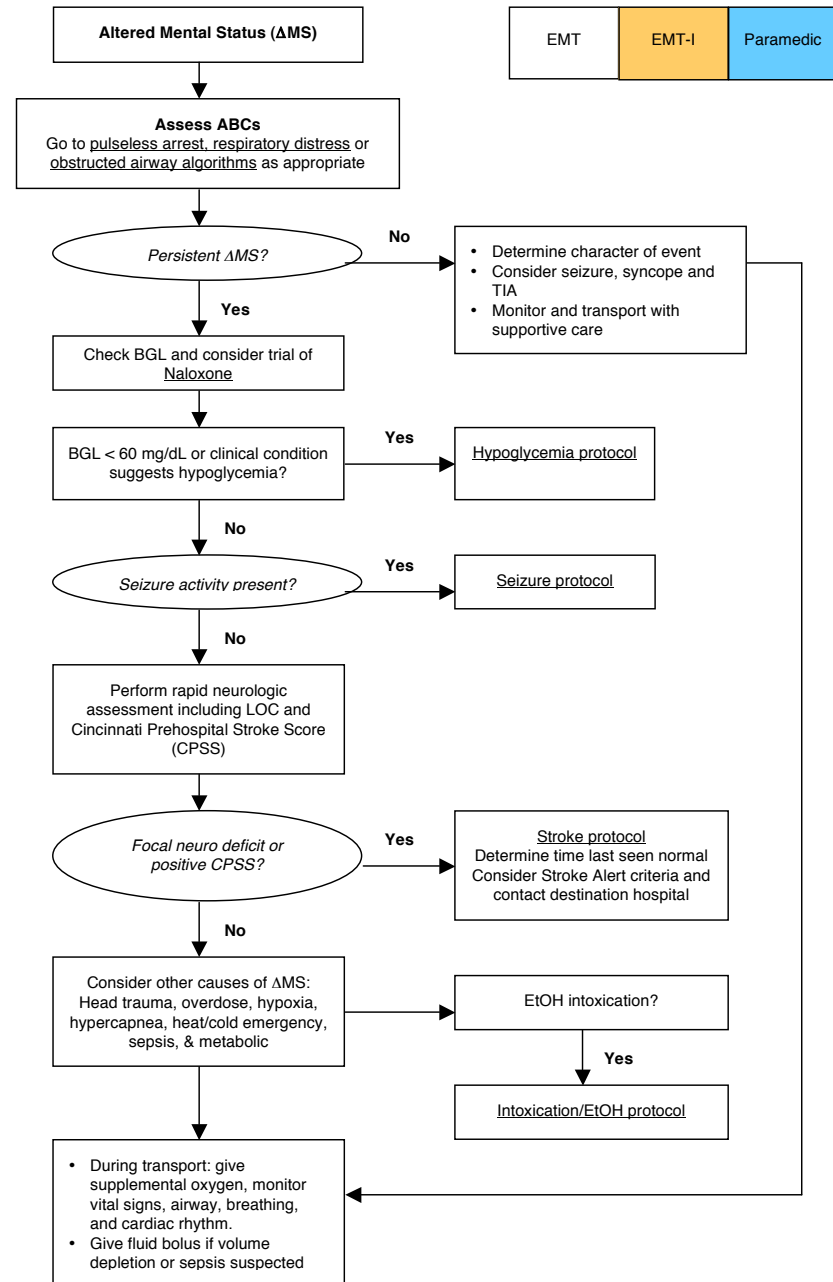 Altered Mental Status (ΔMS)
EMT
EMT-I
Paramedic
Assess ABCs
Go to pulseless arrest, respiratory distress or
obstructed airway algorithms as appropriate
Persistent ΔMS?
No
• Determine character of event
• Consider seizure, syncope and
TIA
• Monitor and transport with
supportive care
Yes
Check BGL and consider trial of
Naloxone
BGL < 60 mg/dL or clinical condition
suggests hypoglycemia?
Yes
Hypoglycemia protocol
No
Seizure activity present?
Yes
Seizure protocol
No
Perform rapid neurologic
assessment including LOC and
Cincinnati Prehospital Stroke Score
(CPSS)
Focal neuro deficit or
positive CPSS?
Yes
Stroke protocol
Determine time last seen normal
Consider Stroke Alert criteria and
contact destination hospital
No
Consider other causes of ΔMS:
Head trauma, overdose, hypoxia,
hypercapnea, heat/cold emergency,
sepsis, & metabolic
EtOH intoxication?
Yes
Intoxication/EtOH protocol
• During transport: give
supplemental oxygen, monitor
vital signs, airway, breathing,
and cardiac rhythm.
• Give fluid bolus if volume
depletion or sepsis suspected